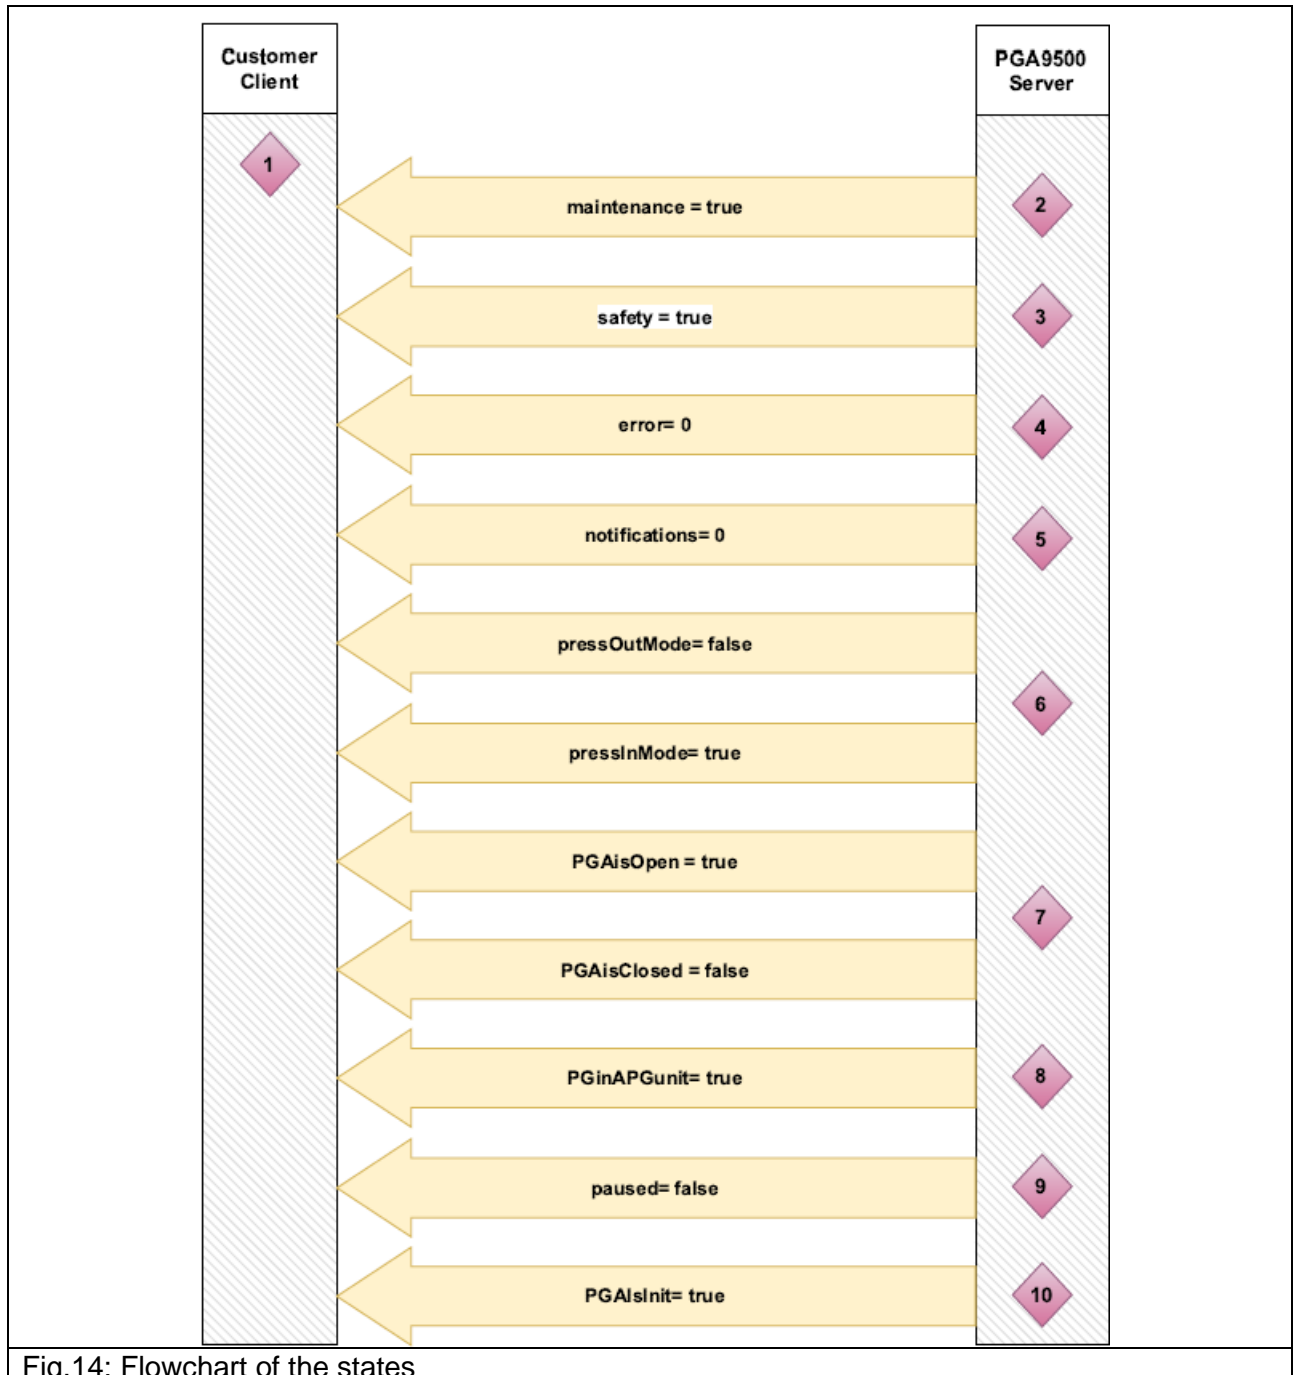 Customer
Client
PGA9500
Server
1
maintenance = true
2
safety = true
3
error= 0
4
notifications= 0
5
pressOutMode= false
6
pressInMode= true
PGAisOpen = true
7
PGAisClosed = false
PGinAPGunit= true
8
paused= false
9
PGAIsInit= true
10
Fig.14: Flowchart of the states